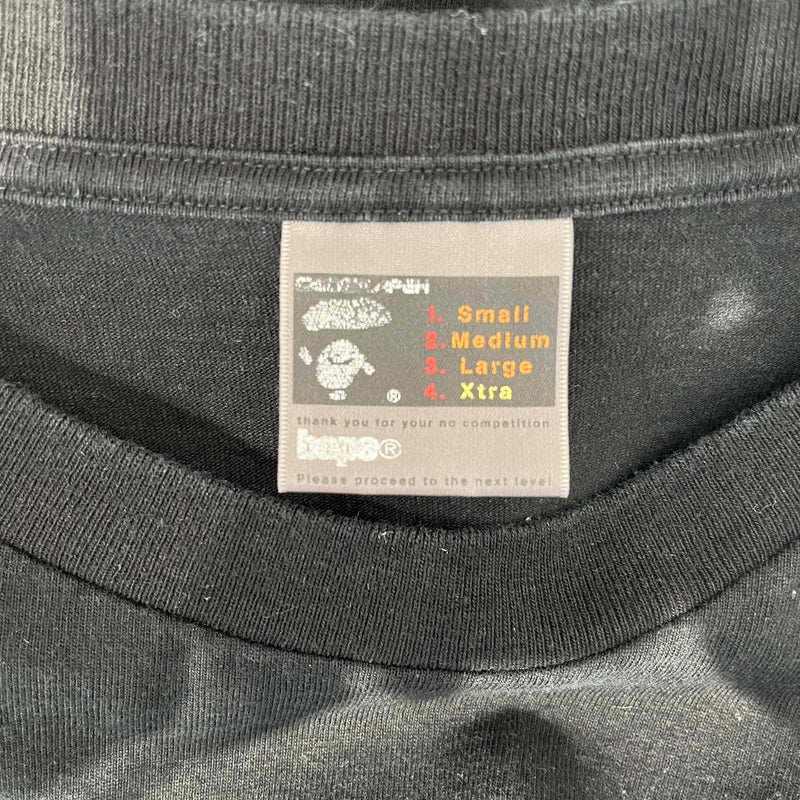 1. Small
2. Medium
3. Large
4. Xtra
®
thank you for your no competition
bape®
Please proceed to the next level